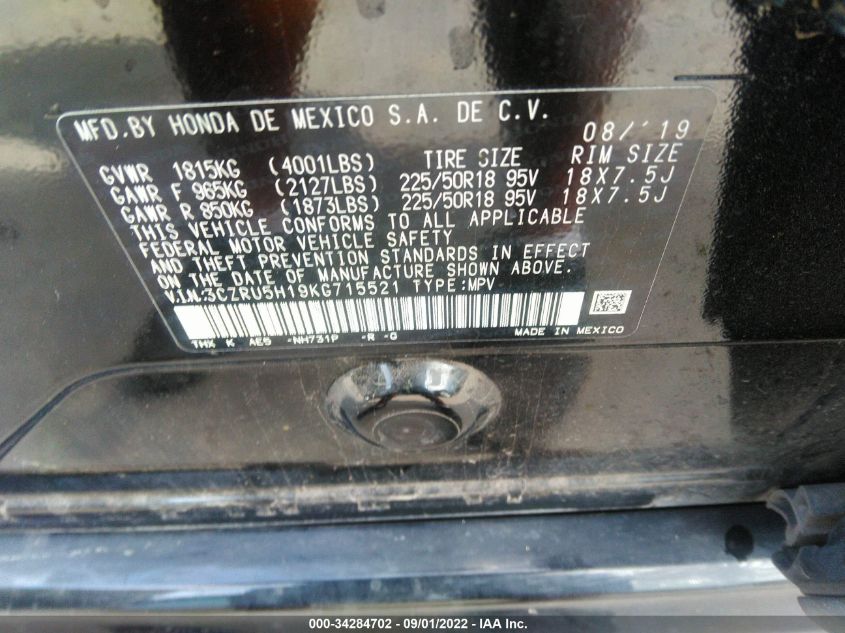 MFD. BY HONDA DE MEXICO S.A. DE C.V. 08/'19
GVWR 1815KG (4001LBS) TIRE SIZE RIM SIZE
GAWR F 965KG (2127LBS) 225/50R18 95V 18X7.5J
GAWR R 850KG (1873LBS) 225/50R18 95V 18X7.5J
THIS VEHICLE CONFORMS TO ALL APPLICABLE
FEDERAL MOTOR VEHICLE SAFETY
AND THEFT PREVENTION STANDARDS IN EFFECT
ON THE DATE OF MANUFACTURE SHOWN ABOVE.
V.I.N.3CZRU5H19KG715521 TYPE:MPV
THX K AES -NH731P -R -G MADE IN MEXICO
000-34284702 - 09/01/2022 - IAA Inc.